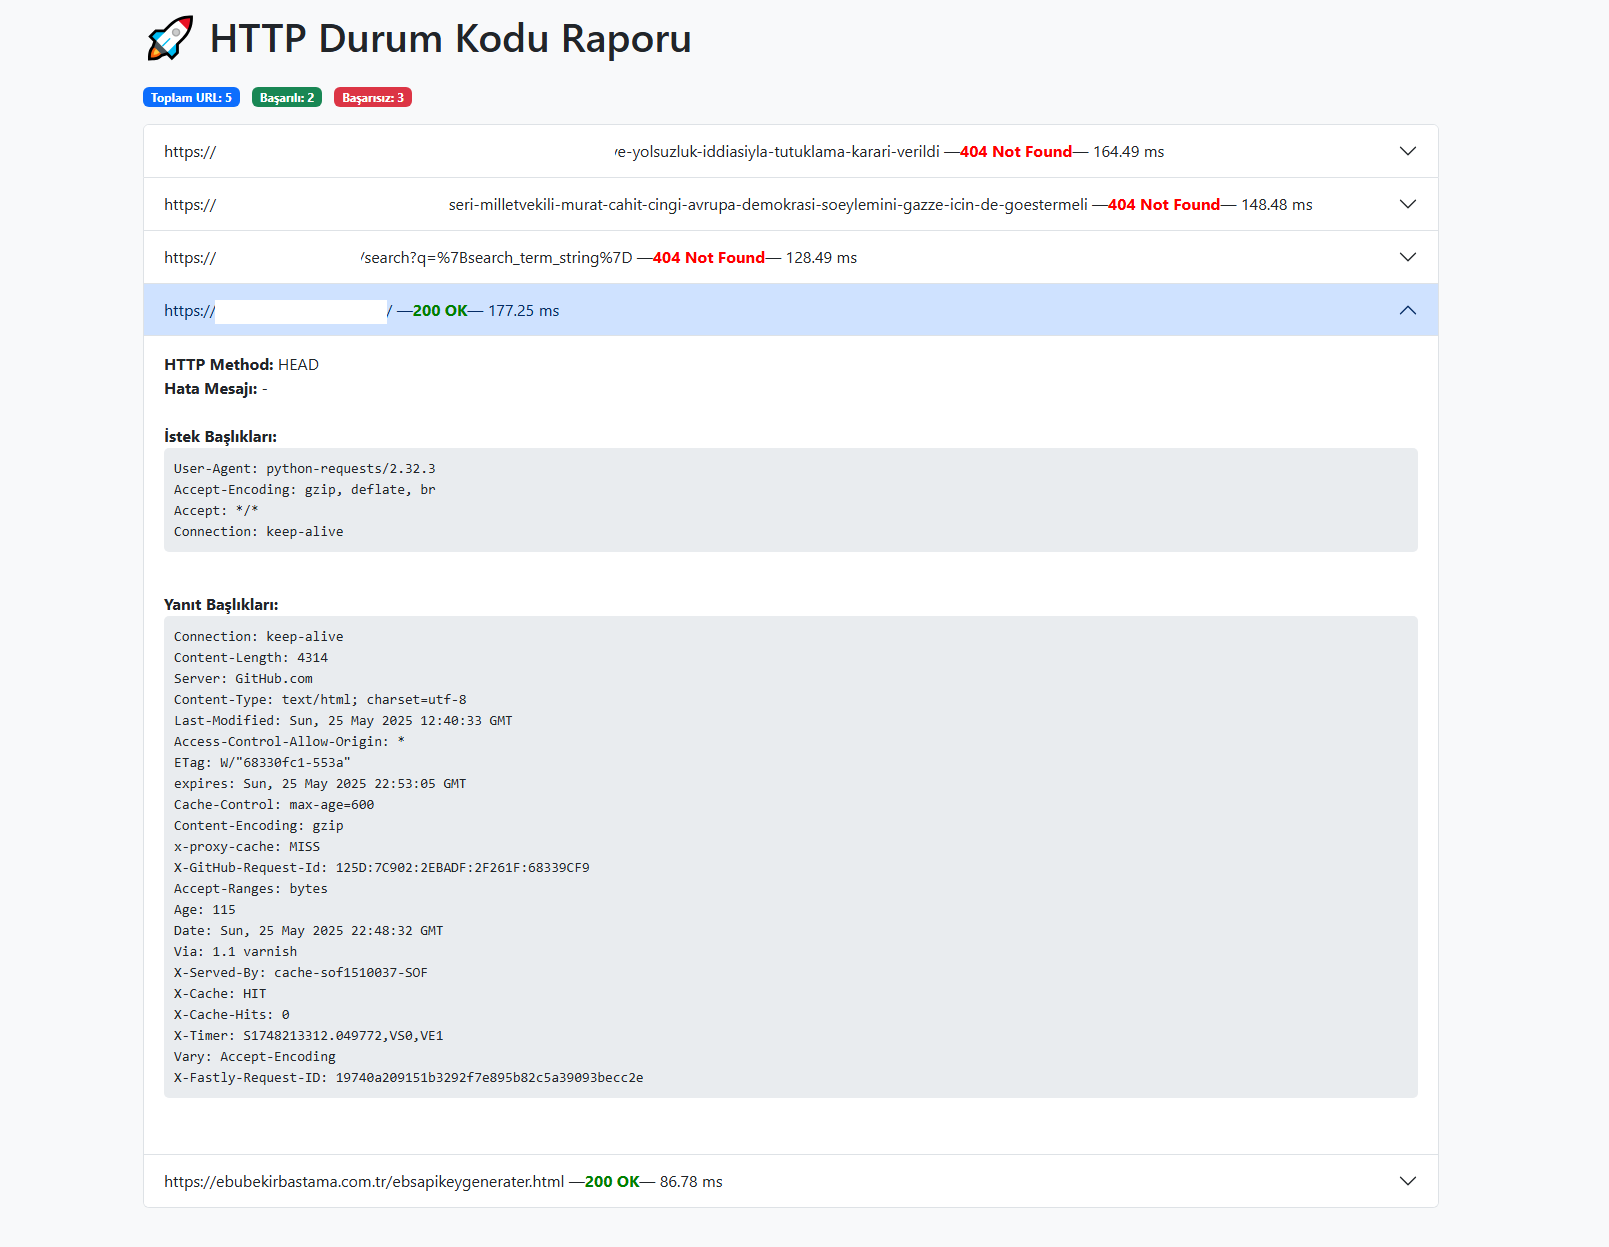 HTTP Durum Kodu Raporu
Toplam URL: 5 Başarılı: 2 Başarısız: 3
https:// e-yolsuzluk-iddiasiyla-tutuklama-karari-verildi —404 Not Found— 164.49 ms
https:// seri-milletvekili-murat-cahit-cingi-avrupa-demokrasi-soeylemini-gazze-icin-de-goestermeli —404 Not Found— 148.48 ms
https:// /search?q=%7Bsearch_term_string%7D —404 Not Found— 128.49 ms
https:// / —200 OK— 177.25 ms
HTTP Method: HEAD
Hata Mesajı: -
İstek Başlıkları:
User-Agent: python-requests/2.32.3
Accept-Encoding: gzip, deflate, br
Accept: */*
Connection: keep-alive
Yanıt Başlıkları:
Connection: keep-alive
Content-Length: 4314
Server: GitHub.com
Content-Type: text/html; charset=utf-8
Last-Modified: Sun, 25 May 2025 12:40:33 GMT
Access-Control-Allow-Origin: *
ETag: W/"68330fc1-553a"
expires: Sun, 25 May 2025 22:53:05 GMT
Cache-Control: max-age=600
Content-Encoding: gzip
x-proxy-cache: MISS
X-GitHub-Request-Id: 125D:7C902:2EBADF:2F261F:68339CF9
Accept-Ranges: bytes
Age: 115
Date: Sun, 25 May 2025 22:48:32 GMT
Via: 1.1 varnish
X-Served-By: cache-sof1510037-SOF
X-Cache: HIT
X-Cache-Hits: 0
X-Timer: S1748213312.049772,VS0,VE1
Vary: Accept-Encoding
X-Fastly-Request-ID: 19740a209151b3292f7e895b82c5a39093becc2e
https://ebubekirbastama.com.tr/ebsapikeygenerater.html —200 OK— 86.78 ms